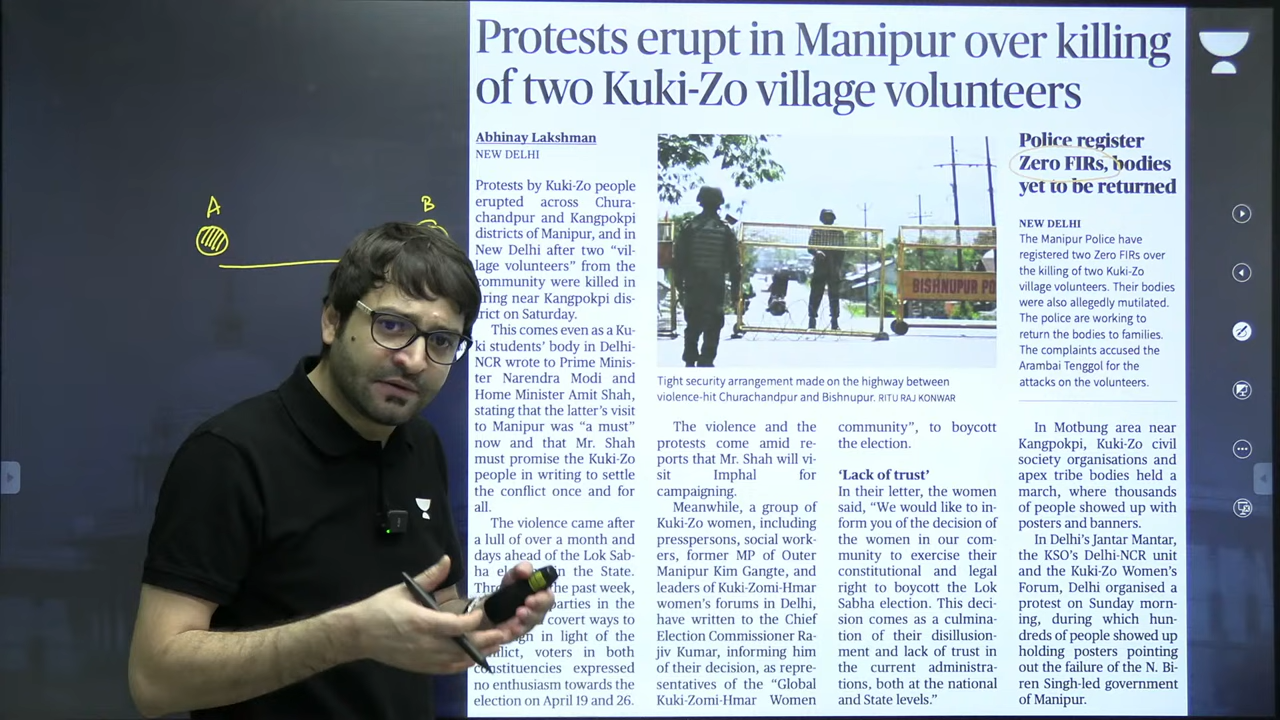 Protests erupt in Manipur over killing
of two Kuki-Zo village volunteers
A
B
Abhinay Lakshman
NEW DELHI
Protests by Kuki-Zo people
erupted across Chura-
chandpur and Kangpokpi
districts of Manipur, and in
New Delhi after two “vil-
lage volunteers” from the
community were killed in
near Kangpokpi dis-
on Saturday.
This comes even as a Ku-
ki students’ body in Delhi-
NCR wrote to Prime Minis-
ter Narendra Modi and
Home Minister Amit Shah,
stating that the latter’s visit
to Manipur was “a must”
now and that Mr. Shah
must promise the Kuki-Zo
people in writing to settle
the conflict once and for
all.
The violence came after
a lull of over a month and
days ahead of the Lok Sab-
ha in the State.
the past week,
parties in the
covert ways to
in light of the
voters in both
constituencies expressed
no enthusiasm towards the
election on April 19 and 26.
BISHNUPUR PO
Tight security arrangement made on the highway between
violence-hit Churachandpur and Bishnupur. RITU RAJ KONWAR
The violence and the
protests come amid re-
ports that Mr. Shah will vi-
sit Imphal for
campaigning.
Meanwhile, a group of
Kuki-Zo women, including
presspersons, social work-
ers, former MP of Outer
Manipur Kim Gangte, and
leaders of Kuki-Zomi-Hmar
women’s forums in Delhi,
have written to the Chief
Election Commissioner Ra-
jiv Kumar, informing him
of their decision, as repre-
sentatives of the “Global
Kuki-Zomi-Hmar Women
community”, to boycott
the election.
‘Lack of trust’
In their letter, the women
said, “We would like to in-
form you of the decision of
the women in our com-
munity to exercise their
constitutional and legal
right to boycott the Lok
Sabha election. This deci-
sion comes as a culmina-
tion of their disillusion-
ment and lack of trust in
the current administra-
tions, both at the national
and State levels.”
Police register
Zero FIRs, bodies
yet to be returned
NEW DELHI
The Manipur Police have
registered two Zero FIRs over
the killing of two Kuki-Zo
village volunteers. Their bodies
were also allegedly mutilated.
The police are working to
return the bodies to families.
The complaints accused the
Arambai Tenggol for the
attacks on the volunteers.
In Motbung area near
Kangpokpi, Kuki-Zo civil
society organisations and
apex tribe bodies held a
march, where thousands
of people showed up with
posters and banners.
In Delhi’s Jantar Mantar,
the KSO’s Delhi-NCR unit
and the Kuki-Zo Women’s
Forum, Delhi organised a
protest on Sunday morn-
ing, during which hun-
dreds of people showed up
holding posters pointing
out the failure of the N. Bi-
ren Singh-led government
of Manipur.